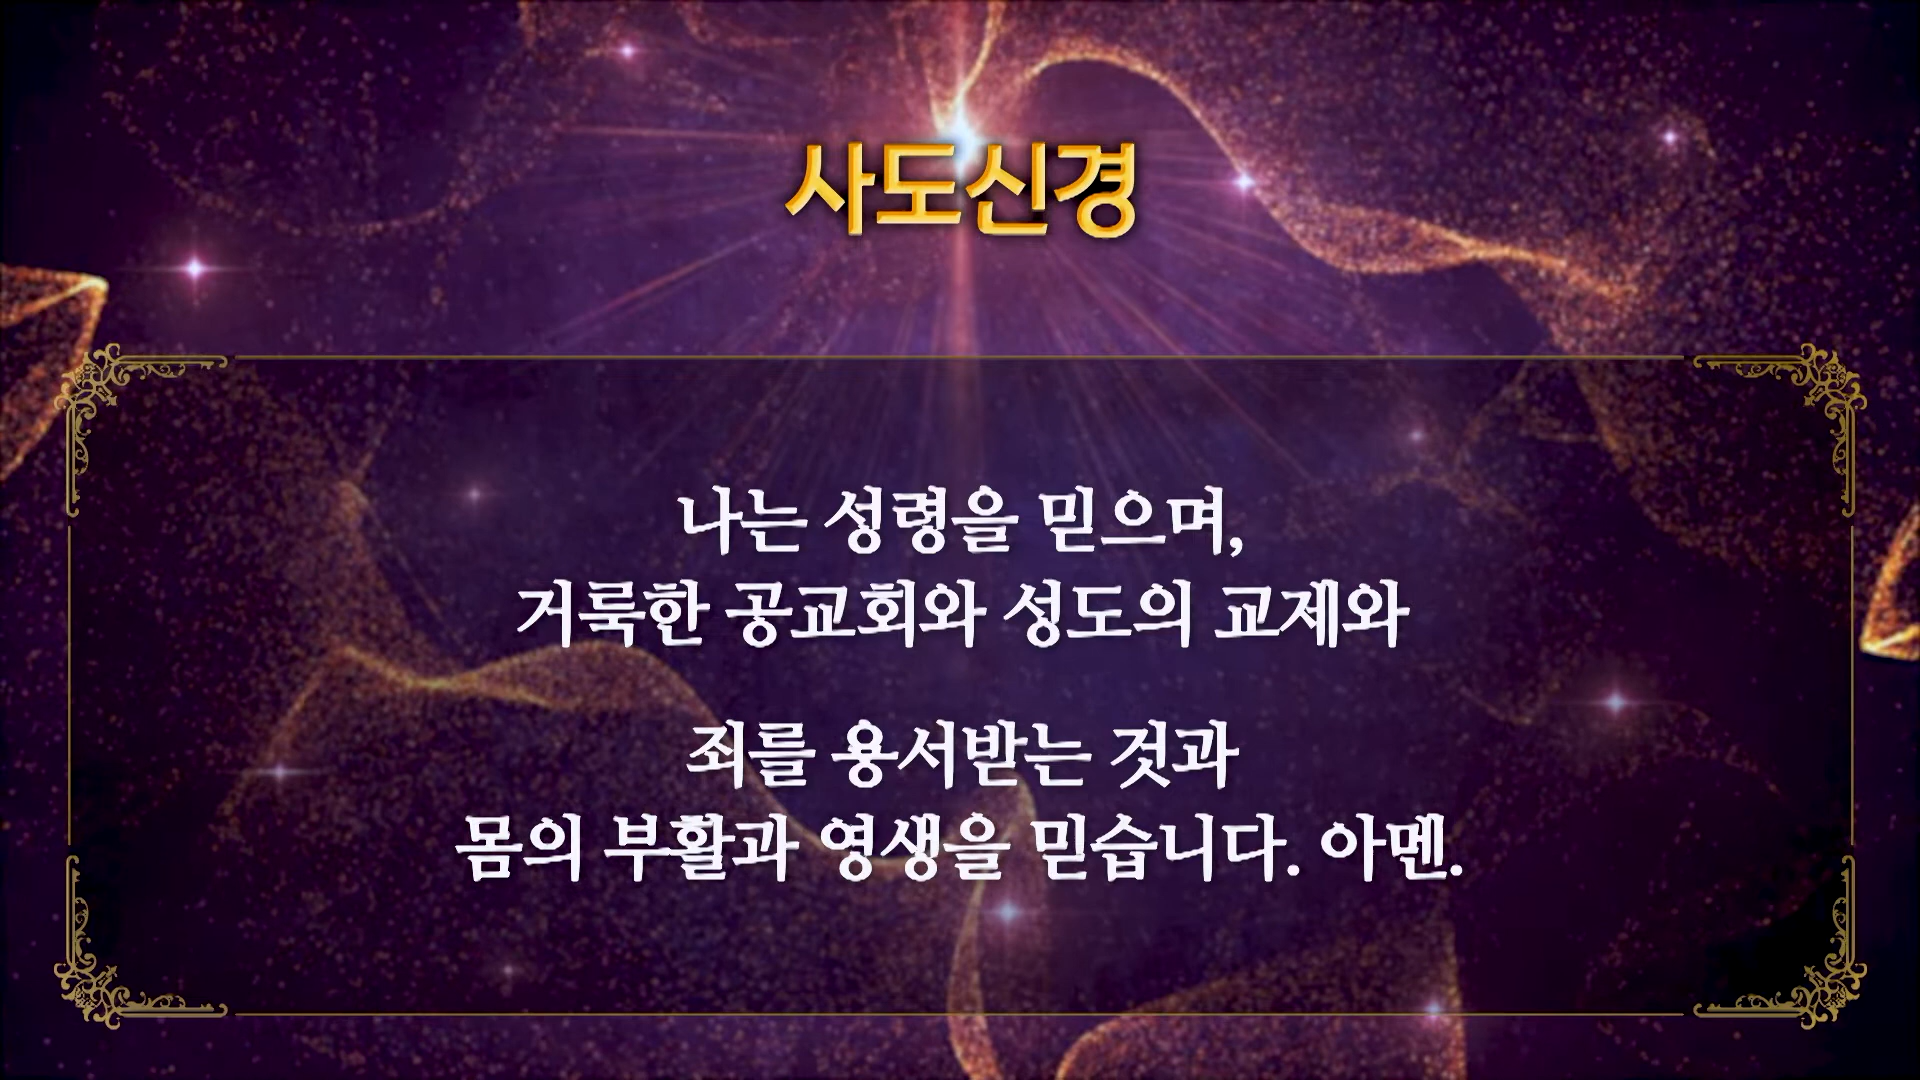 사도신경
나는 성령을 믿으며,
거룩한 공교회와 성도의 교제와
죄를 용서받는 것과
몸의 부활과 영생을 믿습니다. 아멘.